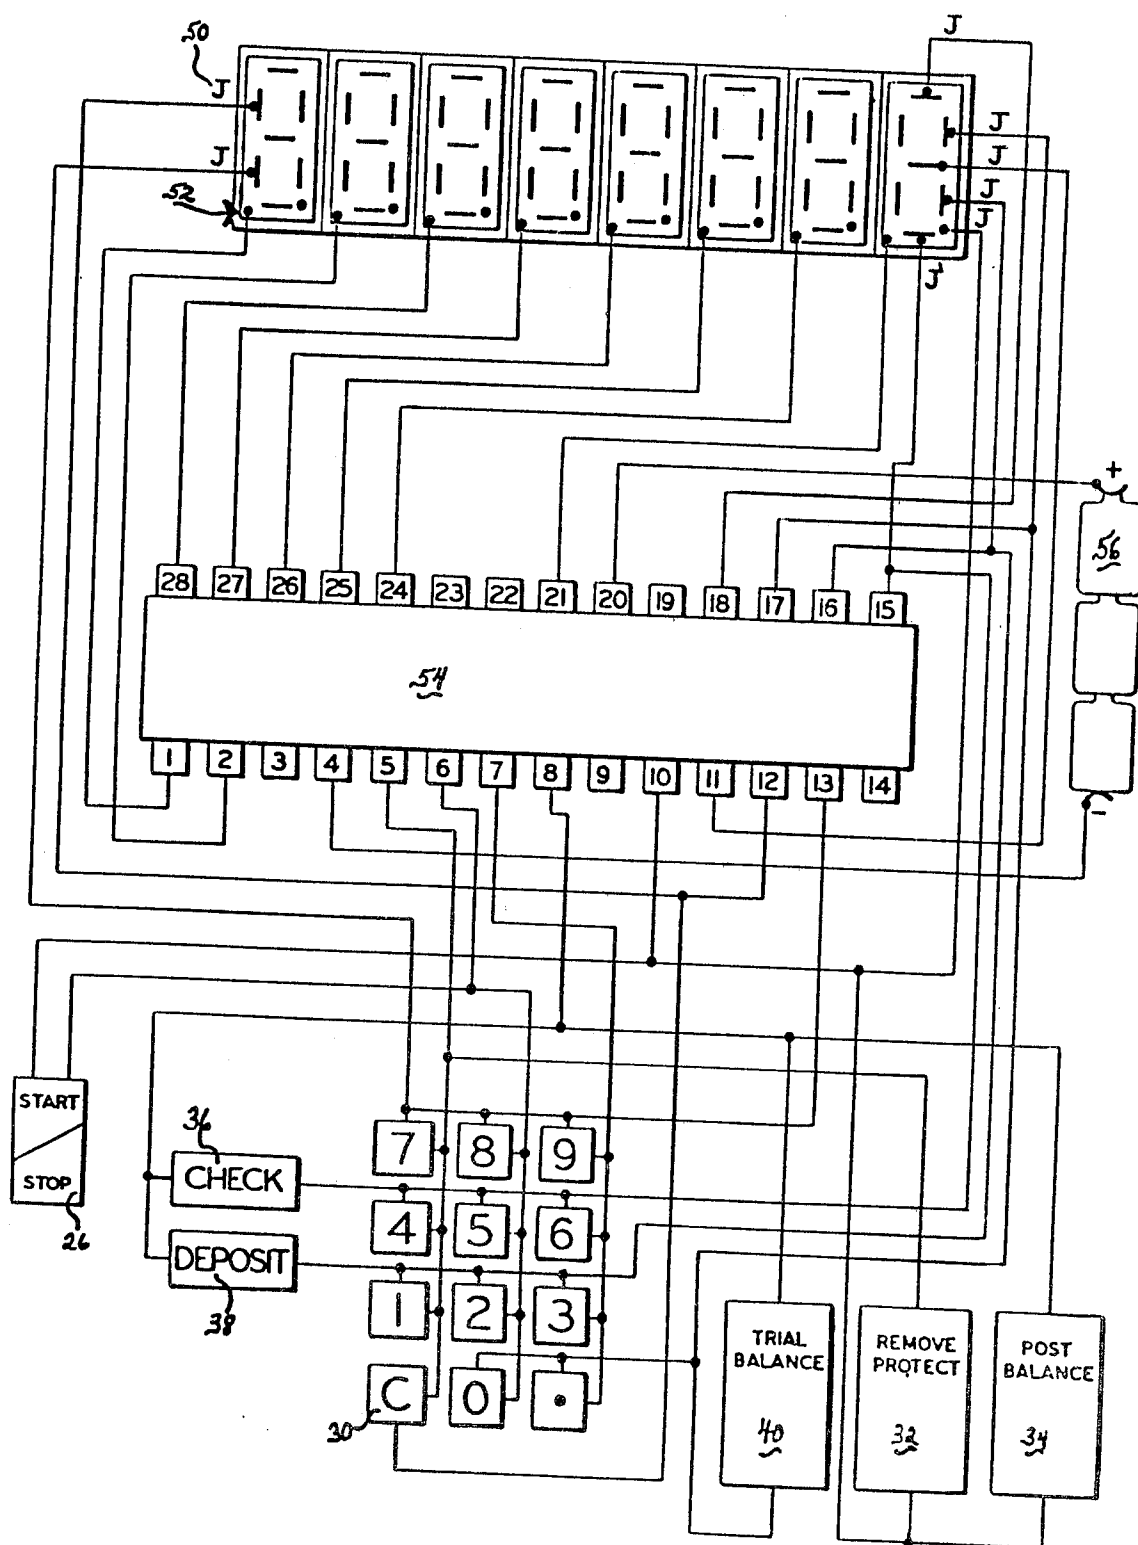 50
J
J
J
J
J
J
J
J
52
+
56
28 27 26 25 24 23 22 21 20 19 18 17 16 15
54
1 2 3 4 5 6 7 8 9 10 11 12 13 14
-
START
STOP
26
36
CHECK
DEPOSIT
38
7 8 9
4 5 6
1 2 3
C 0 •
30
TRIAL
BALANCE
40
REMOVE
PROTECT
32
POST
BALANCE
34